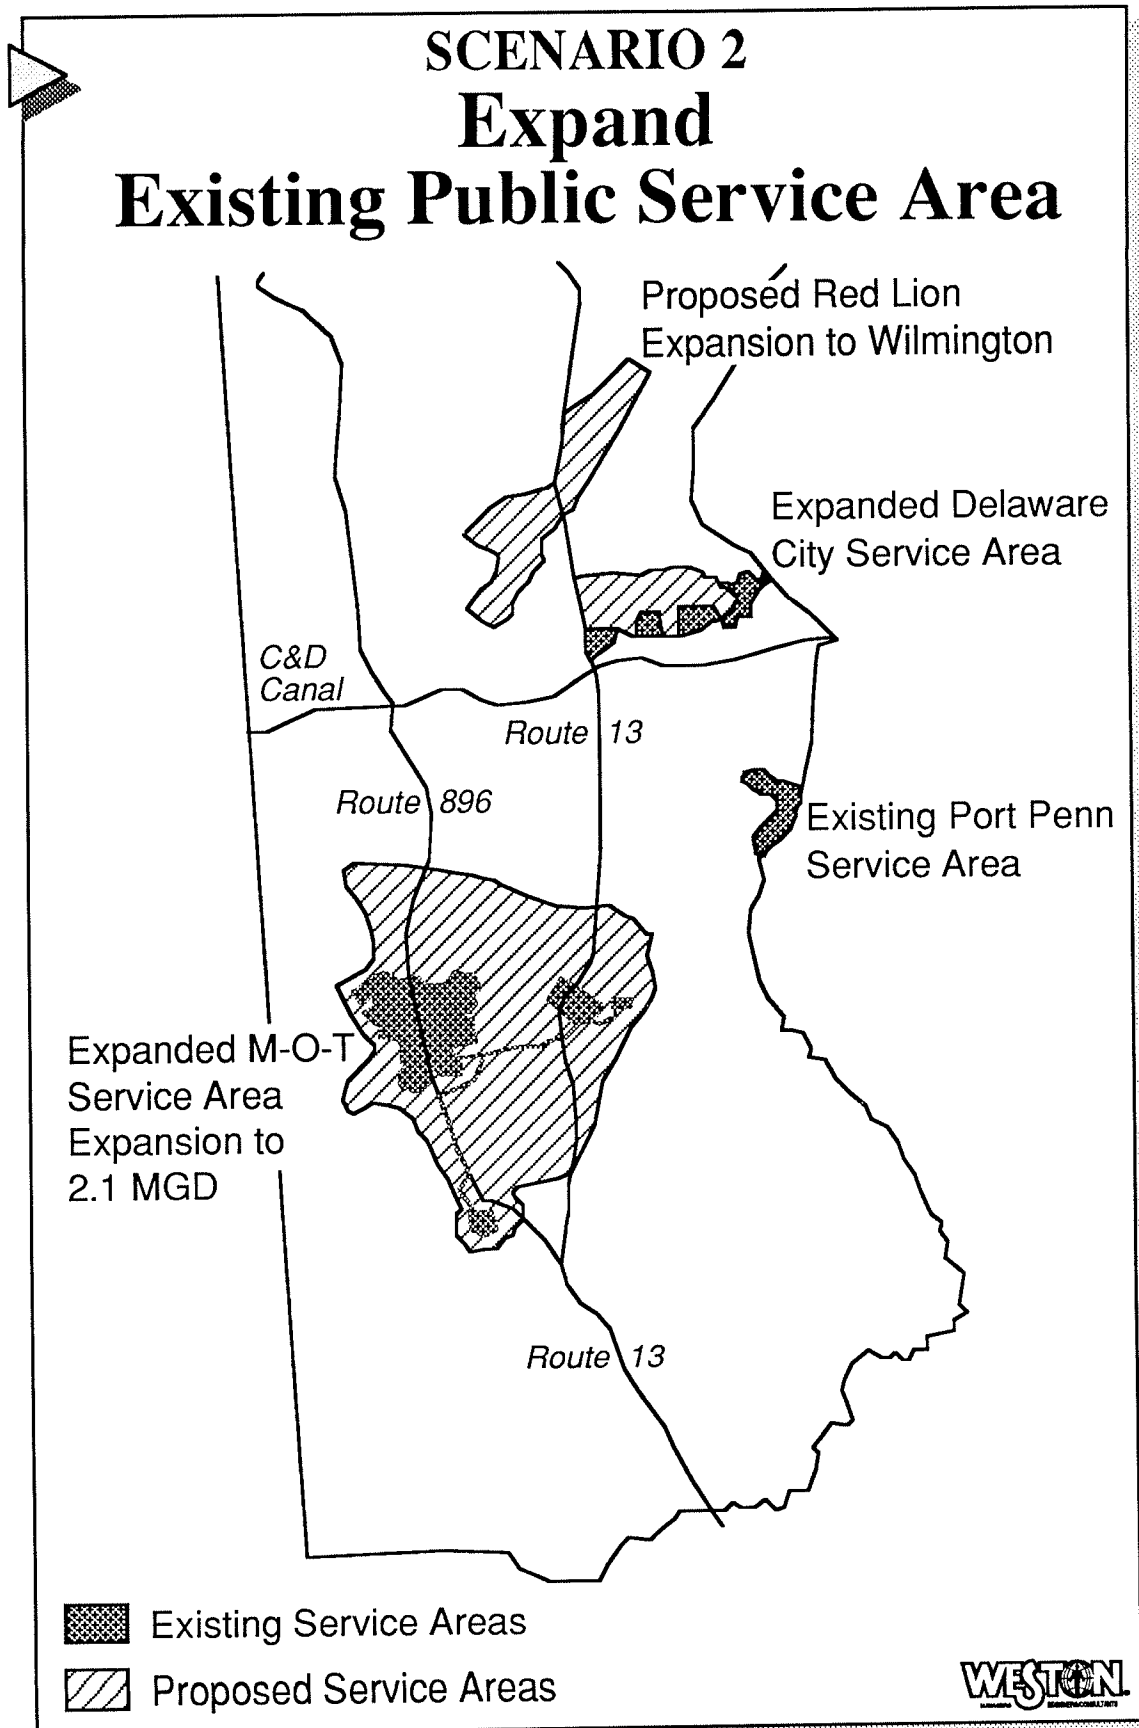 SCENARIO 2
Expand
Existing Public Service Area
Proposed Red Lion
Expansion to Wilmington
Expanded Delaware
City Service Area
C&D
Canal
Route 13
Route 896
Existing Port Penn
Service Area
Expanded M-O-T
Service Area
Expansion to
2.1 MGD
Route 13
Existing Service Areas
Proposed Service Areas
WESTON